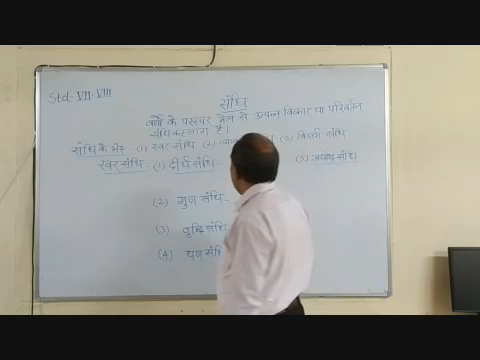 Std-VII-VIII
संधि
वर्णों के परस्पर मेल से उत्पन्न विकार या परिवर्तन
संधि कहलाता है।
संधि के भेद (1) स्वर संधि (2) (3) विसर्ग संधि
स्वर संधि - (1) दीर्घ संधि - (5) अयादि संधि
(2) गुण संधि -
(3) वृद्धि संधि
(4) यण् संधि